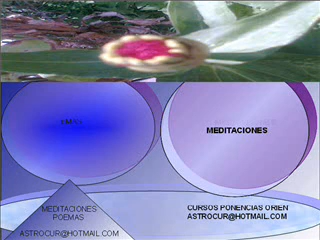 MEDITACIONES
CURSOS PONENCIAS ORIEN
ASTROCUR@HOTMAIL.COM
MEDITACIONES
POEMAS
ASTROCUR@HOTMAIL.COM